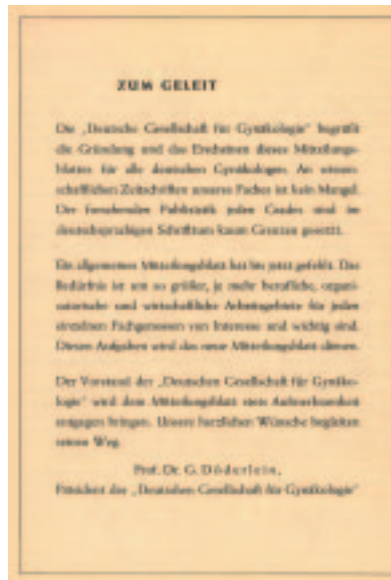 ZUM GELEIT
Die „Deutsche Gesellschaft für Gynäkologie" begrüßt
die Gründung und das Erscheinen dieses Mitteilungs-
blattes für alle deutschen Gynäkologen. An wissen-
schaftlichen Zeitschriften unseres Faches ist kein Mangel.
Der forschenden Publizistik jeden Grades sind im
deutschsprachigen Schrifttum kaum Grenzen gesetzt.
Ein allgemeines Mitteilungsblatt hat bis jetzt gefehlt. Das
Bedürfnis ist um so größer, je mehr berufliche, organi-
satorische und wirtschaftliche Arbeitsgebiete für jeden
einzelnen Fachgenossen von Interesse und wichtig sind.
Diesen Aufgaben wird das neue Mitteilungsblatt dienen.
Der Vorstand der „Deutschen Gesellschaft für Gynäko-
logie" wird dem Mitteilungsblatt stets Aufmerksamkeit
entgegen bringen. Unsere herzlichen Wünsche begleiten
seinen Weg.
Prof. Dr. G. Döderlein,
Präsident der „Deutschen Gesellschaft für Gynäkologie"